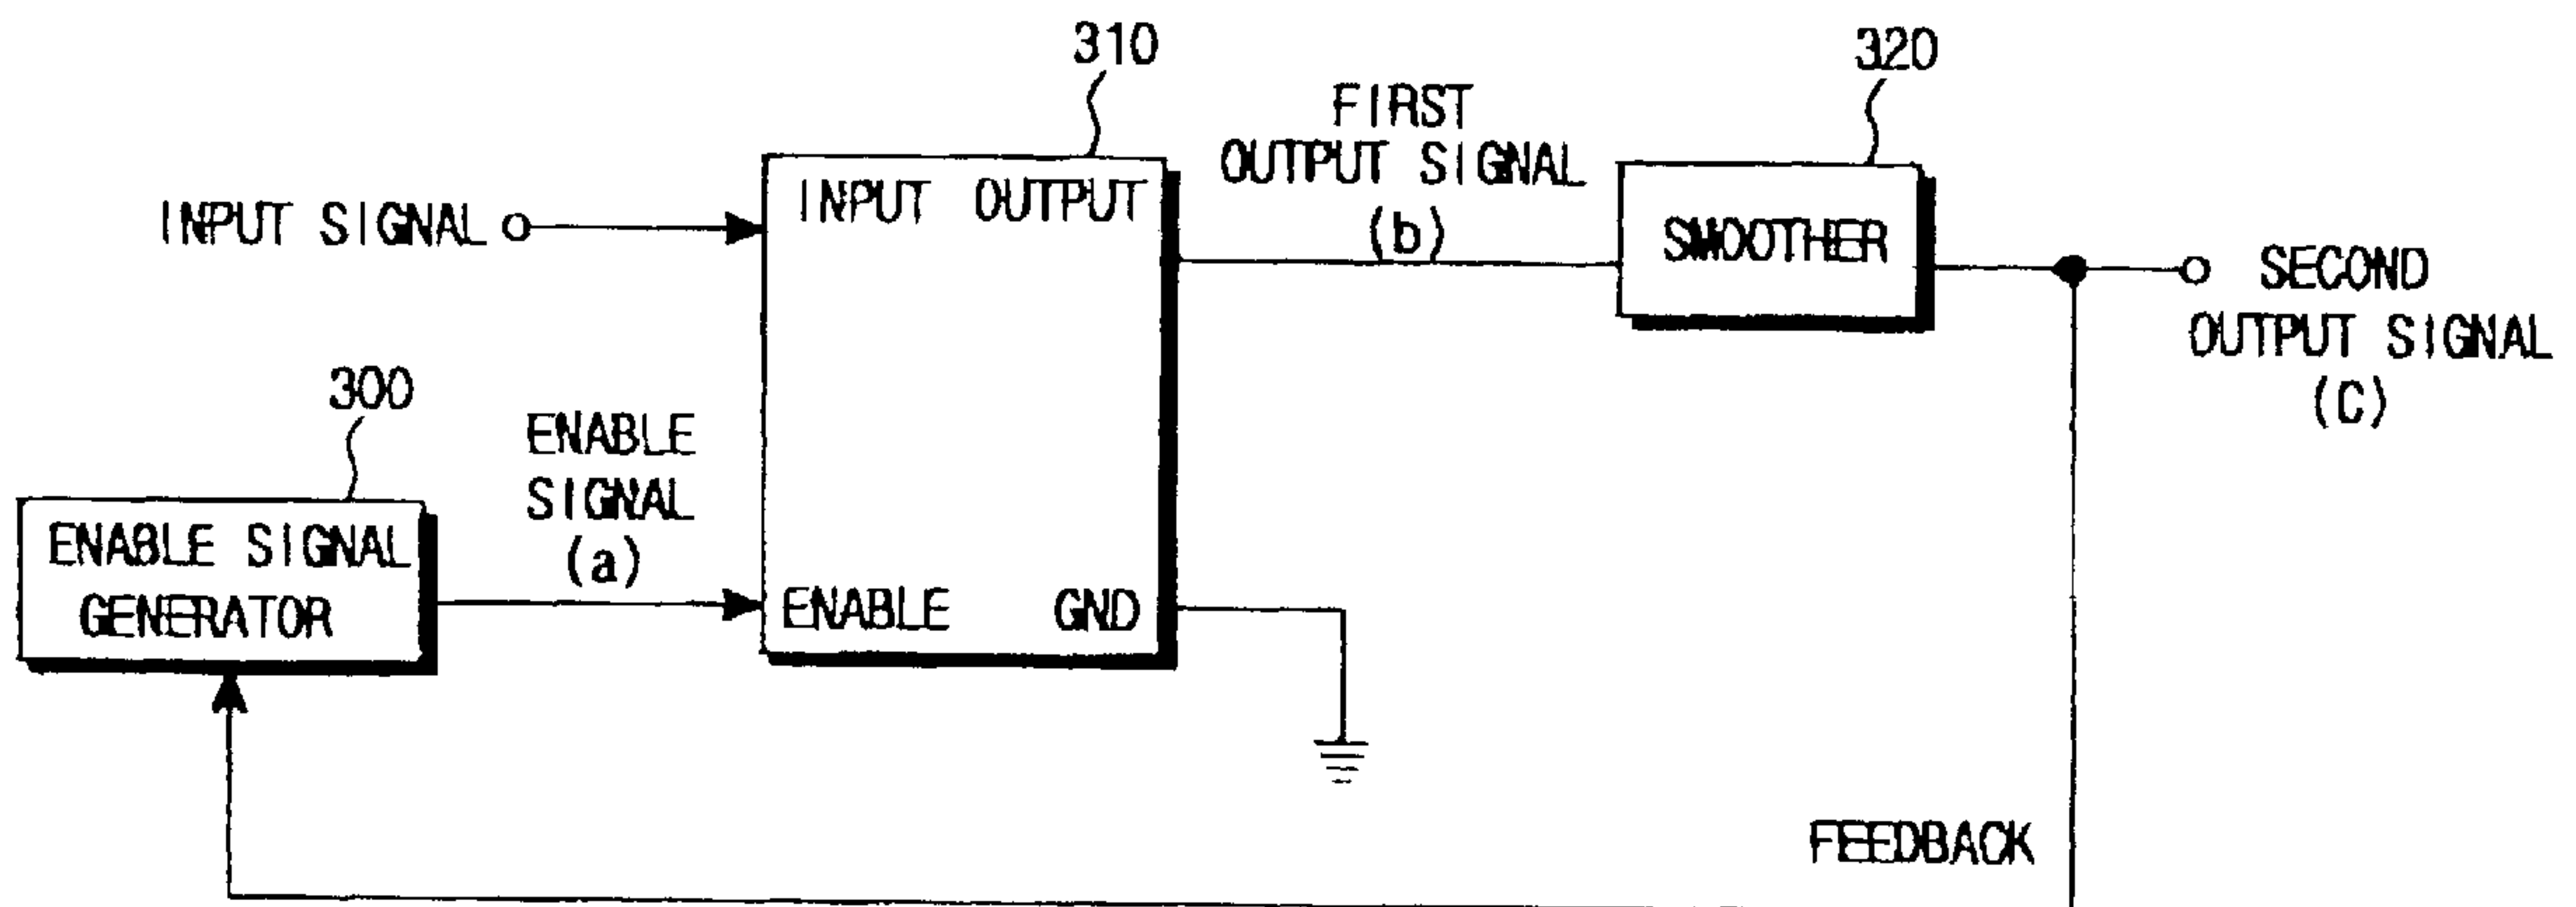 310
320
FIRST
OUTPUT SIGNAL
(b)
INPUT SIGNAL
INPUT OUTPUT
SMOOTHER
SECOND
OUTPUT SIGNAL
(C)
300
ENABLE
SIGNAL
(a)
ENABLE SIGNAL
GENERATOR
ENABLE GND
FEEDBACK